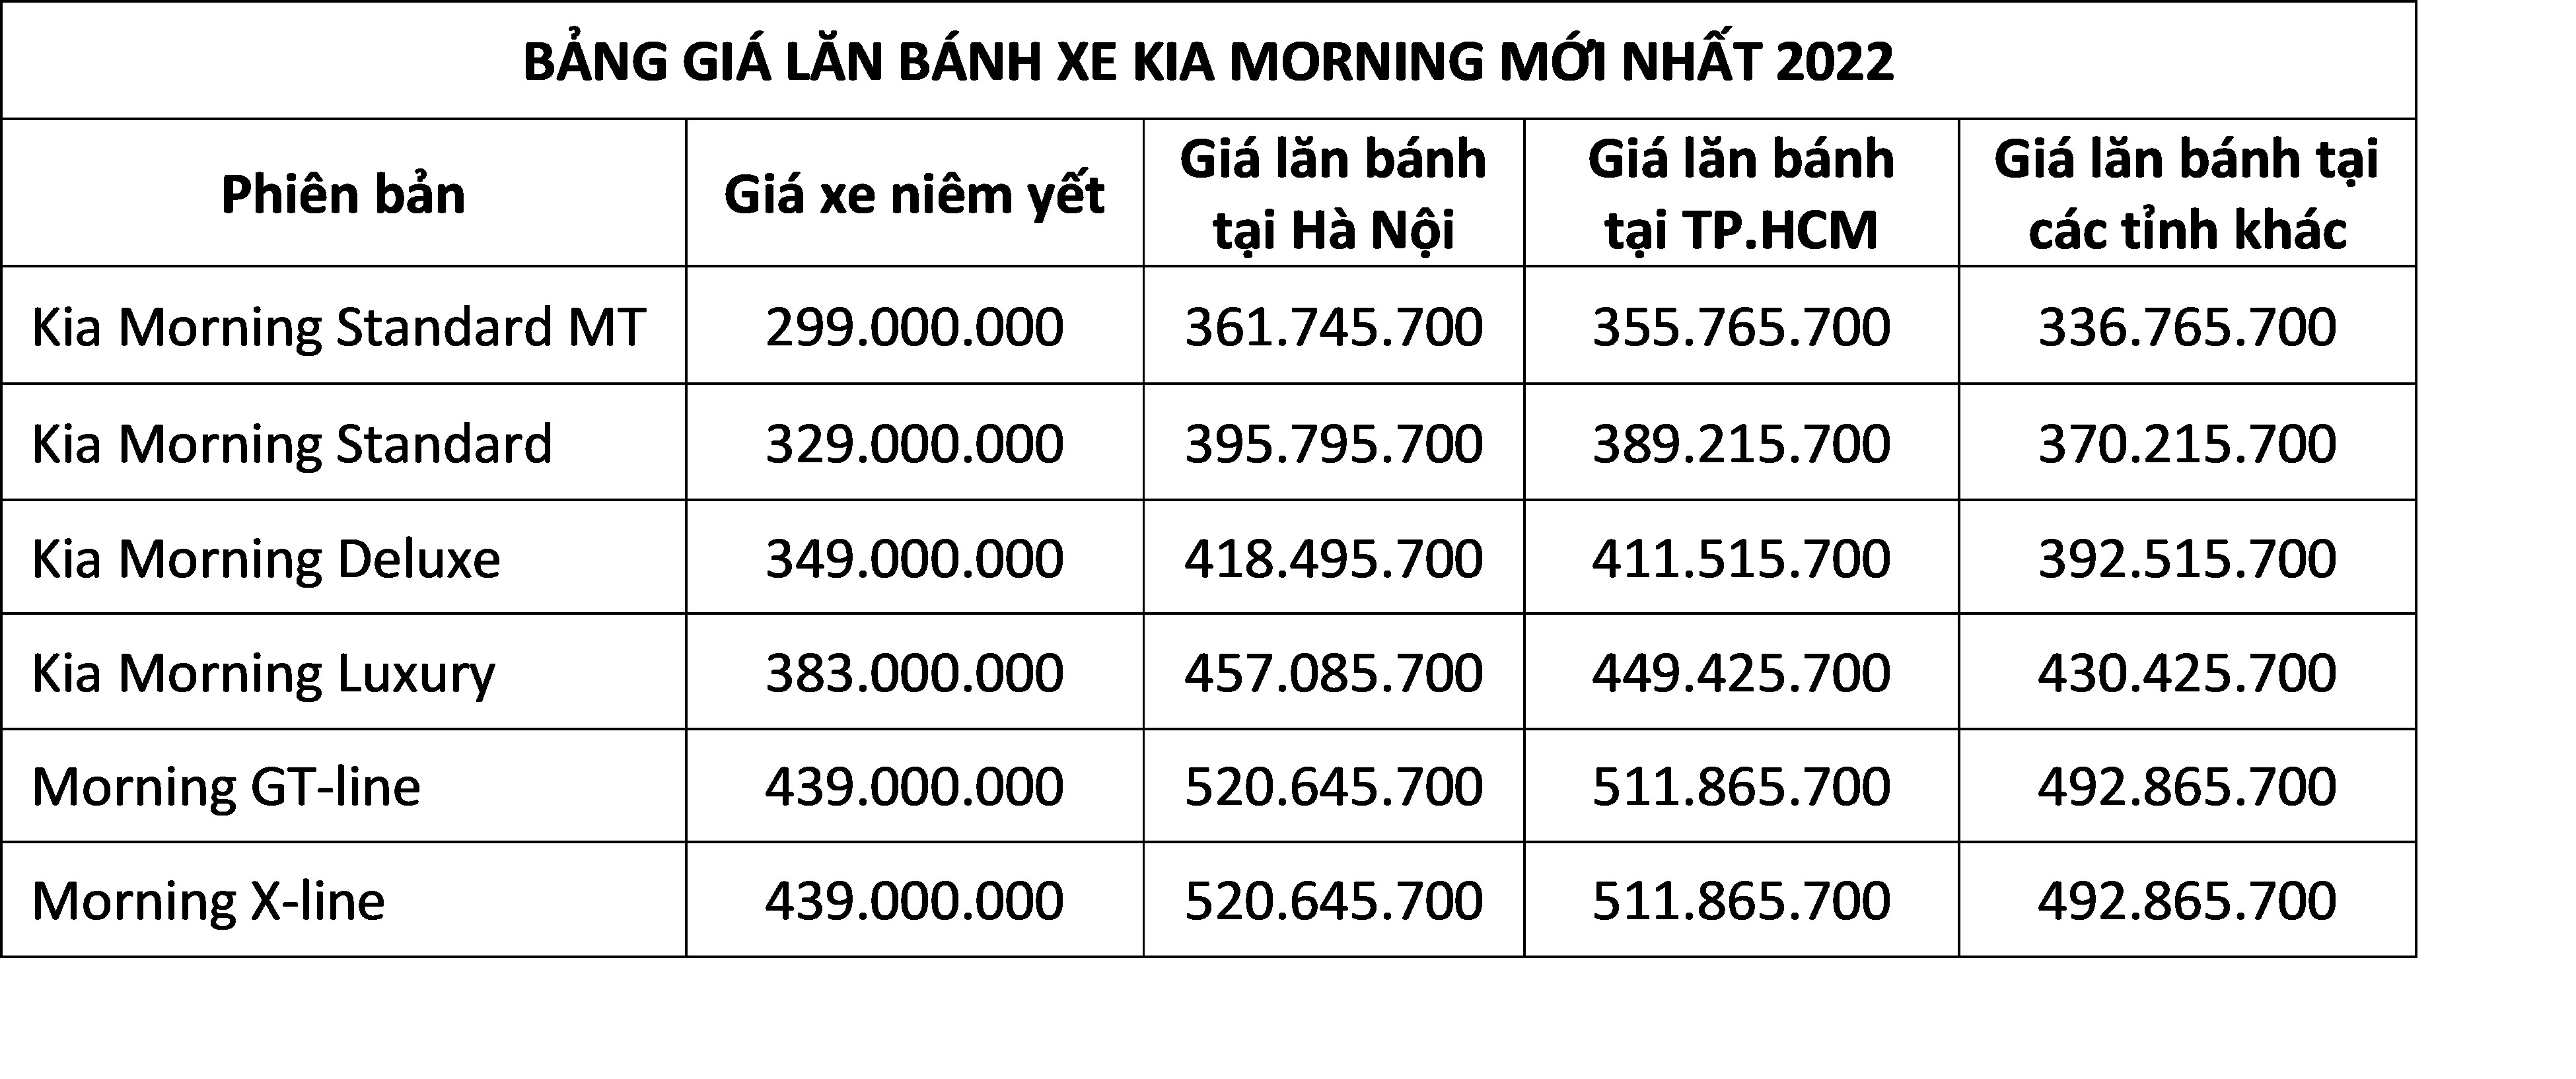 BẢNG GIÁ LĂN BÁNH XE KIA MORNING MỚI NHẤT 2022
Phiên bản Giá xe niêm yết Giá lăn bánh tại Hà Nội Giá lăn bánh tại TP.HCM Giá lăn bánh tại các tỉnh khác
Kia Morning Standard MT 299.000.000 361.745.700 355.765.700 336.765.700
Kia Morning Standard 329.000.000 395.795.700 389.215.700 370.215.700
Kia Morning Deluxe 349.000.000 418.495.700 411.515.700 392.515.700
Kia Morning Luxury 383.000.000 457.085.700 449.425.700 430.425.700
Morning GT-line 439.000.000 520.645.700 511.865.700 492.865.700
Morning X-line 439.000.000 520.645.700 511.865.700 492.865.700